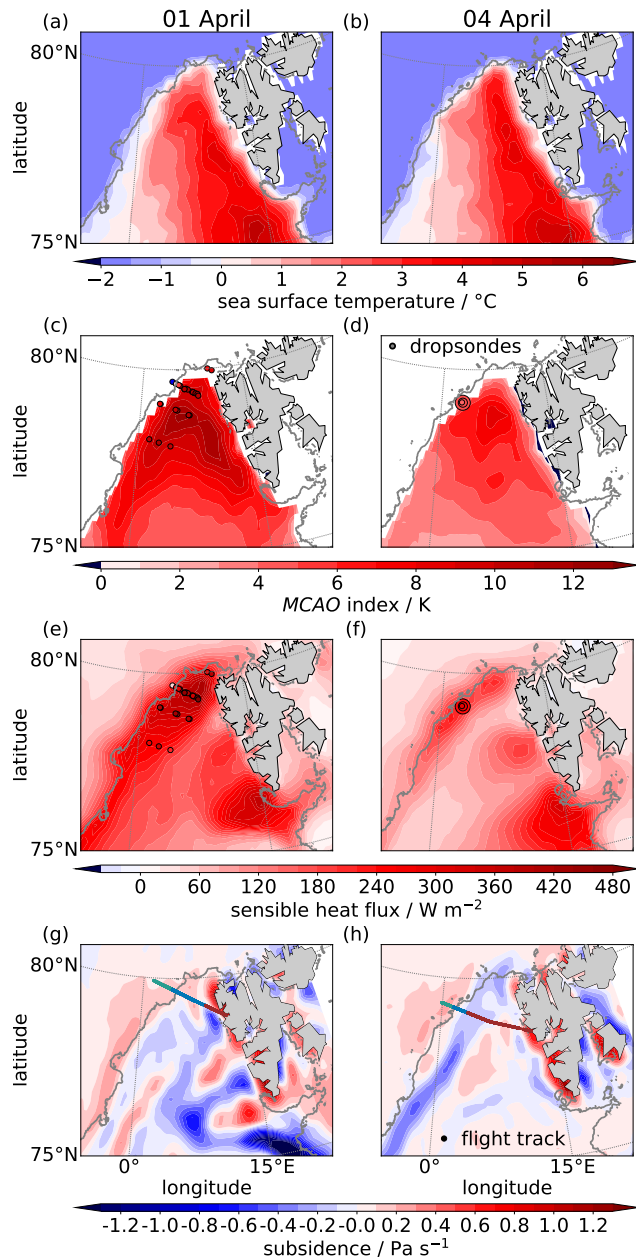 01 April
04 April
(a)
(b)
80°N
latitude
75°N
latitude
−2
−1
0
1
2
3
4
5
6
sea surface temperature / °C
(c)
(d)
dropsondes
80°N
latitude
75°N
latitude
0
2
4
6
8
10
12
MCAO index / K
(e)
(f)
80°N
latitude
75°N
latitude
0
60
120
180
240
300
360
420
480
sensible heat flux / W m⁻²
(g)
(h)
80°N
latitude
75°N
latitude
flight track
0°
15°E
0°
15°E
longitude
longitude
-1.2
-1.0
-0.8
-0.6
-0.4
-0.2
0.0
0.2
0.4
0.6
0.8
1.0
1.2
subsidence / Pa s⁻¹